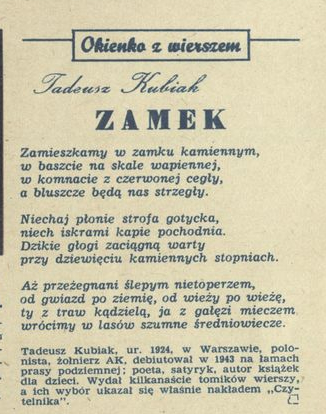 Okienko z wierszem
Tadeusz Kubiak
ZAMEK
Zamieszkamy w zamku kamiennym,
w baszcie na skale wapiennej,
w komnacie z czerwonej cegły,
a bluszcze będą nas strzegły.
Niechaj płonie strofa gotycka,
niech iskrami kapie pochodnia.
Dzikie głogi zaciągną warty
przy dziewięciu kamiennych stopniach.
Aż przeżegnani ślepym nietoperzem,
od gwiazd po ziemię, od wieży po wieżę,
ty z traw kądzielą, ja z gałęzi mieczem
wrócimy w lasów szumne średniowiecze.
Tadeusz Kubiak, ur. 1924, w Warszawie, polo-
nista, żołnierz AK, debiutował w 1943 na łamach
prasy podziemnej; poeta, satyryk, autor książek
dla dzieci. Wydał kilkanaście tomików wierszy,
a ich wybór ukazał się właśnie nakładem „Czy-
telnika".